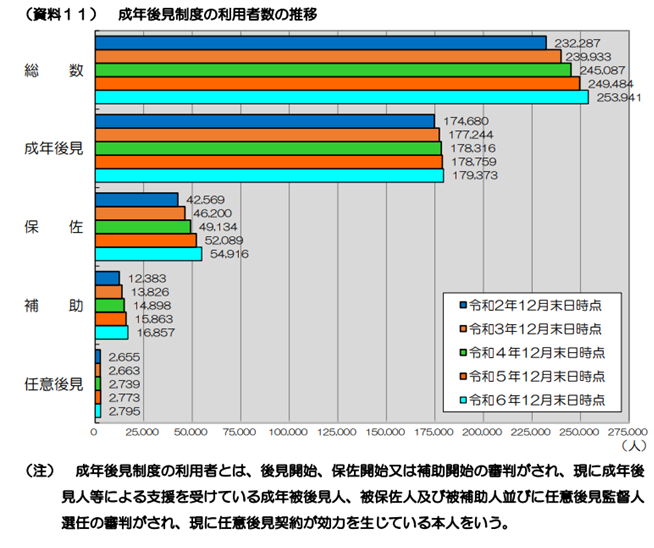 （資料１１）　成年後見制度の利用者数の推移
総　数
232,287
239,933
245,087
249,484
253,941
成年後見
174,680
177,244
178,316
178,759
179,373
保　佐
42,569
46,200
49,134
52,089
54,916
補　助
12,383
13,826
14,898
15,863
16,857
任意後見
2,655
2,663
2,739
2,773
2,795
令和2年12月末日時点
令和3年12月末日時点
令和4年12月末日時点
令和5年12月末日時点
令和6年12月末日時点
0 25,000 50,000 75,000 100,000 125,000 150,000 175,000 200,000 225,000 250,000 275,000
（人）
（注）　成年後見制度の利用者とは、後見開始、保佐開始又は補助開始の審判がされ、現に成年後
見人等による支援を受けている成年被後見人、被保佐人及び被補助人並びに任意後見監督人
選任の審判がされ、現に任意後見契約が効力を生じている本人をいう。